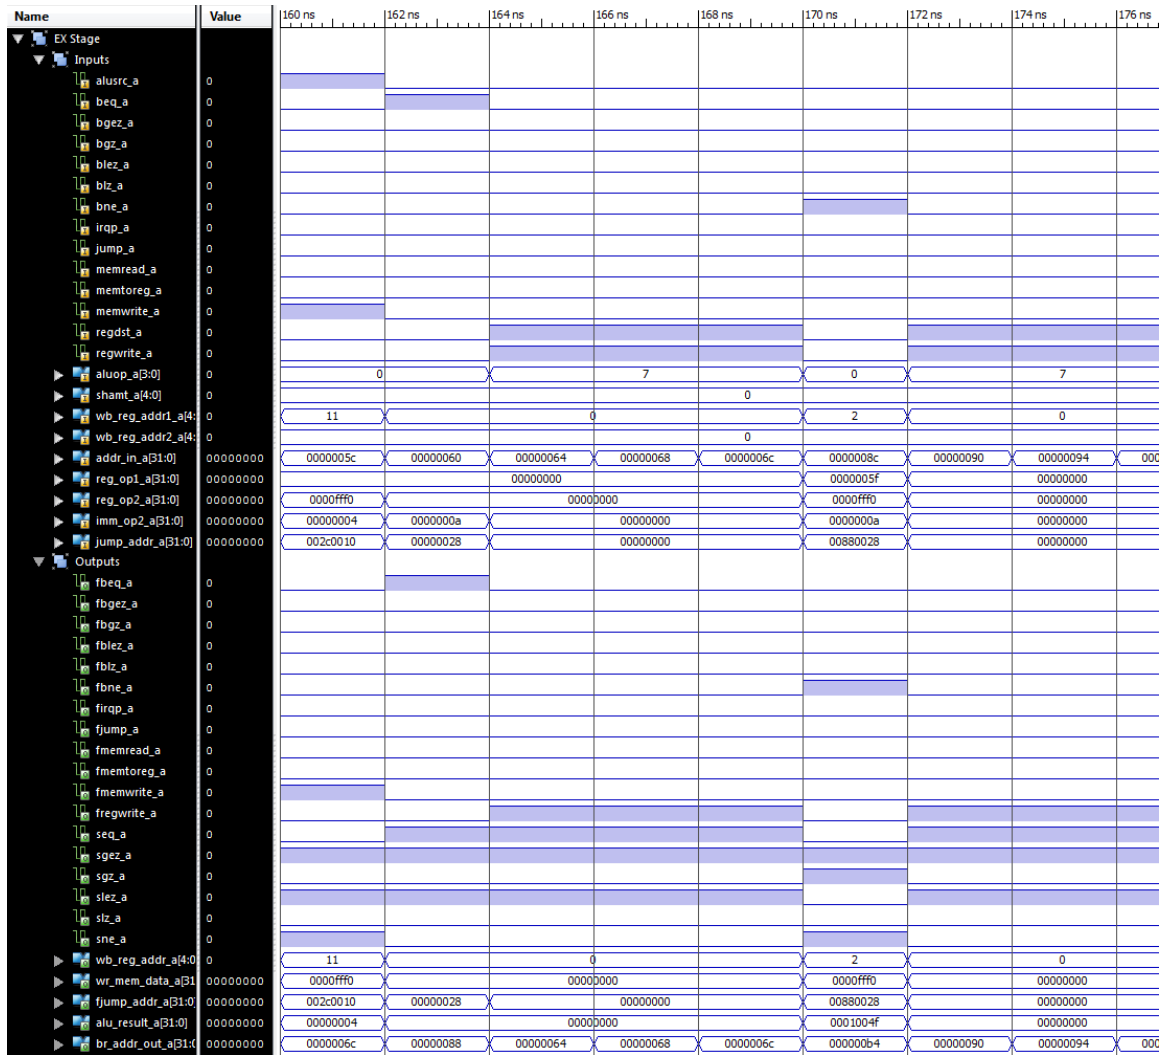 Name Value 160 ns 162 ns 164 ns 166 ns 168 ns 170 ns 172 ns 174 ns 176 ns
EX Stage
Inputs
alusrc_a 0
beq_a 0
bgez_a 0
bgz_a 0
blez_a 0
blz_a 0
bne_a 0
irqp_a 0
jump_a 0
memread_a 0
memtoreg_a 0
memwrite_a 0
regdst_a 0
regwrite_a 0
aluop_a[3:0] 0 0 7 0 7
shamt_a[4:0] 0 0
wb_reg_addr1_a[4: 0 11 0 2 0
wb_reg_addr2_a[4: 0 0
addr_in_a[31:0] 00000000 0000005c 00000060 00000064 00000068 0000006c 0000008c 00000090 00000094 000
reg_op1_a[31:0] 00000000 00000000 0000005f 00000000
reg_op2_a[31:0] 00000000 0000fff0 00000000 0000fff0 00000000
imm_op2_a[31:0] 00000000 00000004 0000000a 00000000 0000000a 00000000
jump_addr_a[31:0] 00000000 002c0010 00000028 00000000 00880028 00000000
Outputs
fbeq_a 0
fbgez_a 0
fbgz_a 0
fblez_a 0
fblz_a 0
fbne_a 0
firqp_a 0
fjump_a 0
fmemread_a 0
fmemtoreg_a 0
fmemwrite_a 0
fregwrite_a 0
seq_a 0
sgez_a 0
sgz_a 0
slez_a 0
slz_a 0
sne_a 0
wb_reg_addr_a[4:0 0 11 0 2 0
wr_mem_data_a[31 00000000 0000fff0 00000000 0000fff0 00000000
fjump_addr_a[31:0 00000000 002c0010 00000028 00000000 00880028 00000000
alu_result_a[31:0] 00000000 00000004 00000000 0001004f 00000000
br_addr_out_a[31:0 00000000 0000006c 00000088 00000064 00000068 0000006c 000000b4 00000090 00000094 000